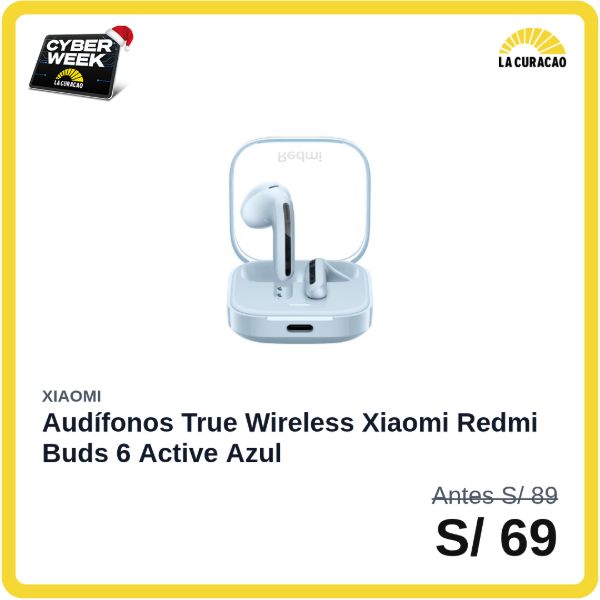 CYBER
WEEK
LA CURACAO
LA CURACAO
Redmi
XIAOMI
Audífonos True Wireless Xiaomi Redmi
Buds 6 Active Azul
Antes S/ 89
S/ 69